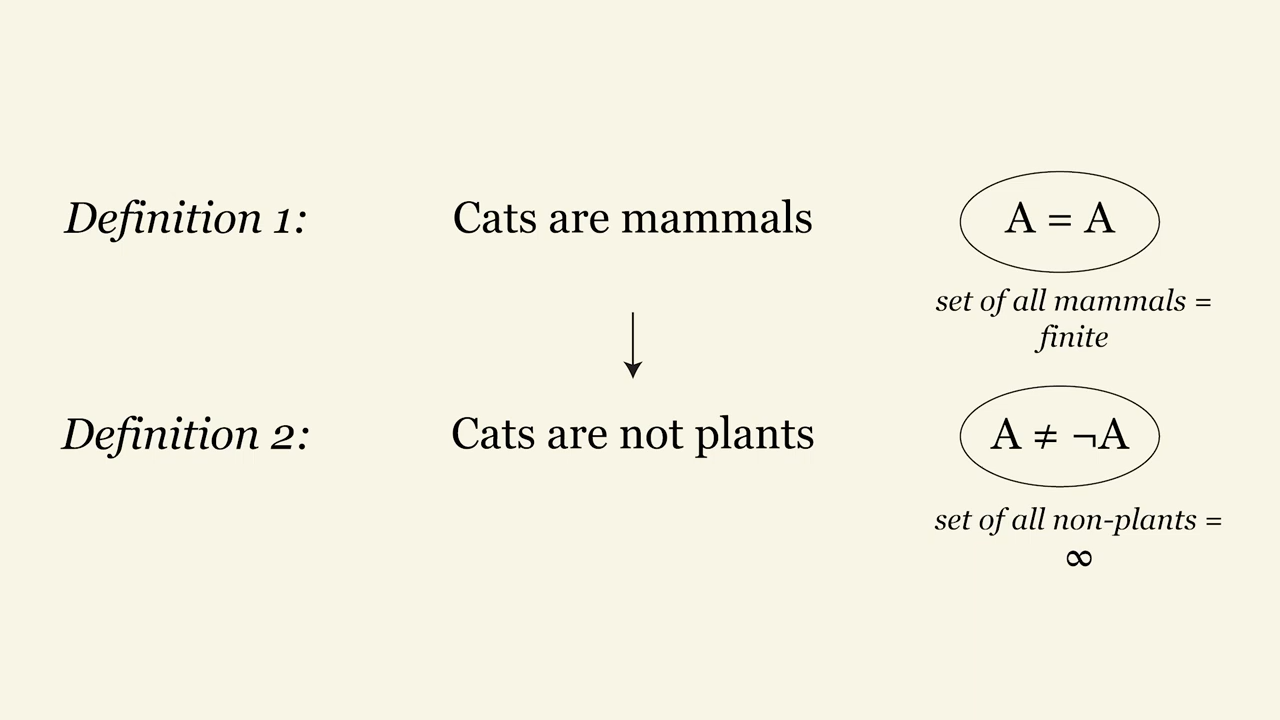 Definition 1:
Cats are mammals
A = A
set of all mammals =
finite
Definition 2:
Cats are not plants
A ≠ ¬A
set of all non-plants =
∞